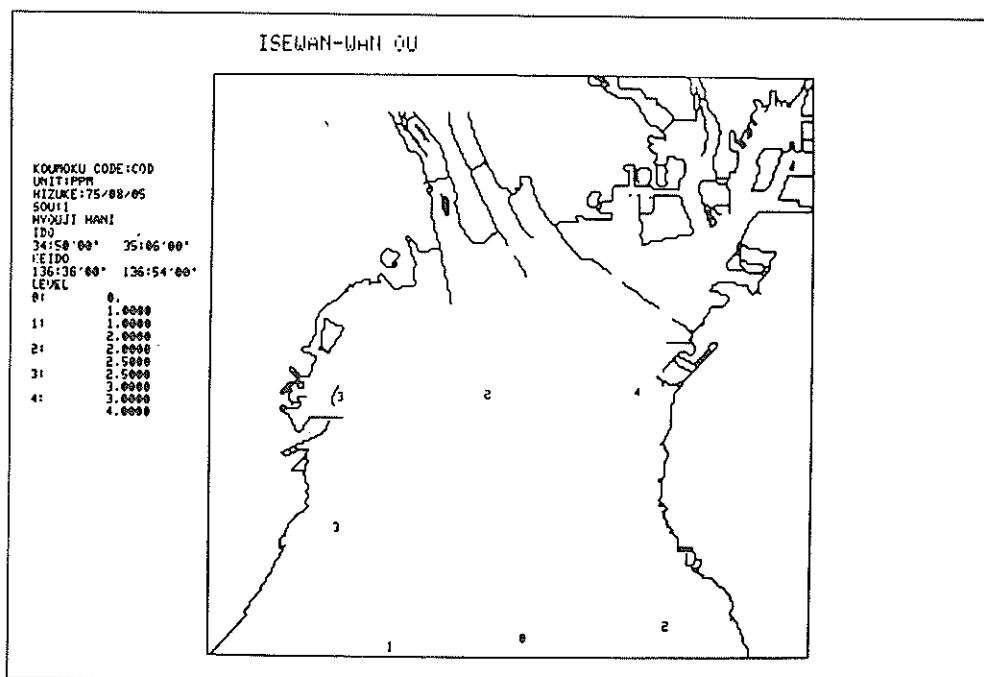 ISEWAN-WAN OU
KOUMOKU CODE:COD
UNIT:PPM
HIZUKE:75/08/05
SOU:1
HYOUJI HANI
IDO
34:50'00" 35:06'00"
KEIDO
136:36'00" 136:54'00"
LEVEL
0: 0.
1.0000
1: 1.0000
2.0000
2: 2.0000
2.5000
3: 2.5000
3.0000
4: 3.0000
4.0000
(3 2 4
3
2
0
1